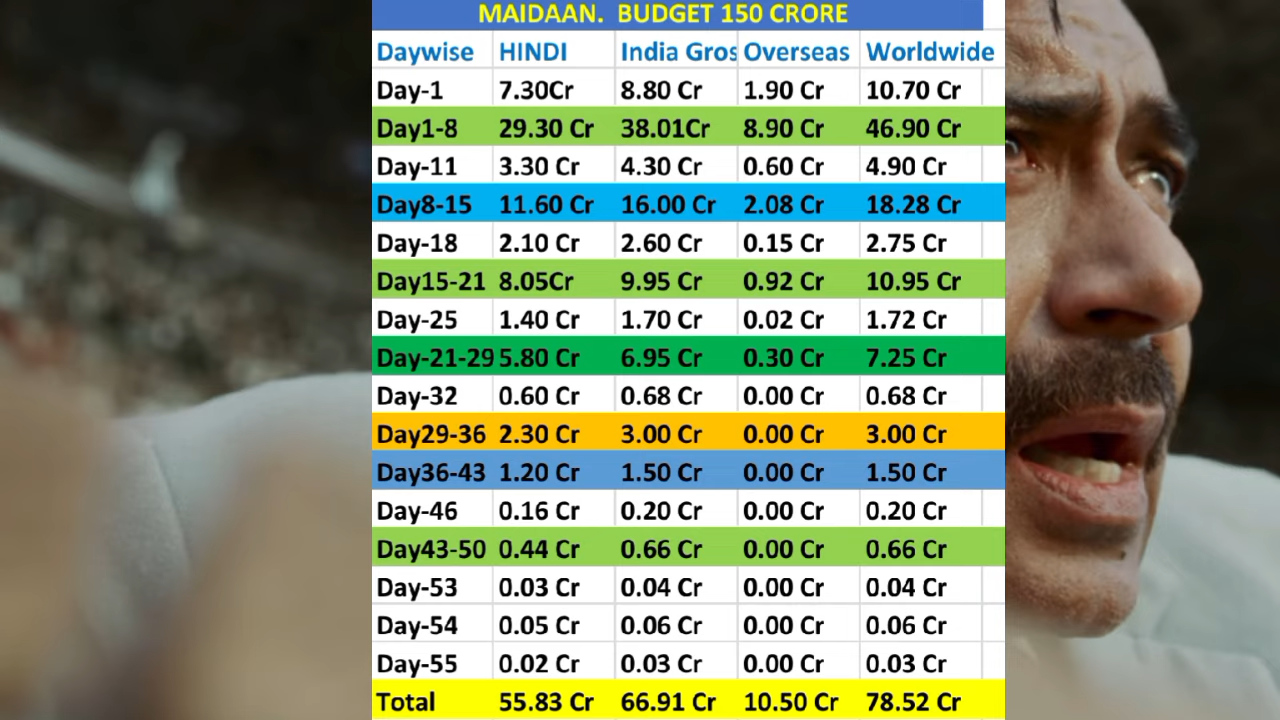 MAIDAAN. BUDGET 150 CRORE
Daywise HINDI India Gros Overseas Worldwide
Day-1 7.30Cr 8.80 Cr 1.90 Cr 10.70 Cr
Day1-8 29.30 Cr 38.01Cr 8.90 Cr 46.90 Cr
Day-11 3.30 Cr 4.30 Cr 0.60 Cr 4.90 Cr
Day8-15 11.60 Cr 16.00 Cr 2.08 Cr 18.28 Cr
Day-18 2.10 Cr 2.60 Cr 0.15 Cr 2.75 Cr
Day15-21 8.05Cr 9.95 Cr 0.92 Cr 10.95 Cr
Day-25 1.40 Cr 1.70 Cr 0.02 Cr 1.72 Cr
Day-21-29 5.80 Cr 6.95 Cr 0.30 Cr 7.25 Cr
Day-32 0.60 Cr 0.68 Cr 0.00 Cr 0.68 Cr
Day29-36 2.30 Cr 3.00 Cr 0.00 Cr 3.00 Cr
Day36-43 1.20 Cr 1.50 Cr 0.00 Cr 1.50 Cr
Day-46 0.16 Cr 0.20 Cr 0.00 Cr 0.20 Cr
Day43-50 0.44 Cr 0.66 Cr 0.00 Cr 0.66 Cr
Day-53 0.03 Cr 0.04 Cr 0.00 Cr 0.04 Cr
Day-54 0.05 Cr 0.06 Cr 0.00 Cr 0.06 Cr
Day-55 0.02 Cr 0.03 Cr 0.00 Cr 0.03 Cr
Total 55.83 Cr 66.91 Cr 10.50 Cr 78.52 Cr